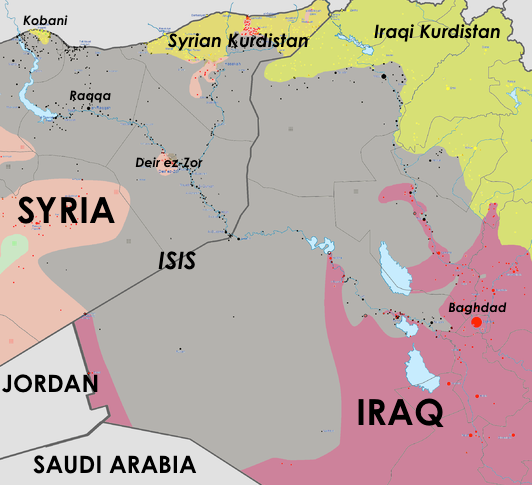 Kobani
Syrian Kurdistan
Iraqi Kurdistan
Raqqa
Deir ez-Zor
SYRIA
ISIS
Baghdad
JORDAN
IRAQ
SAUDI ARABIA